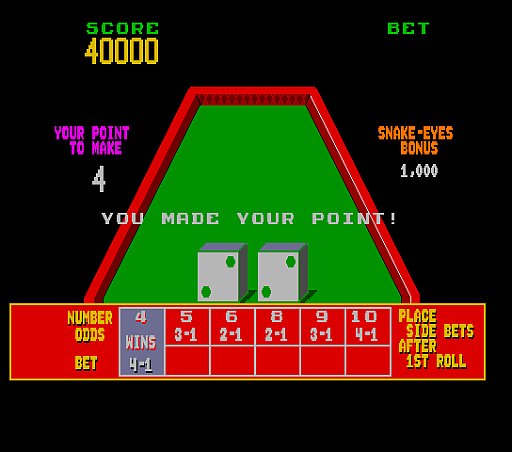 SCORE
40000
BET
YOUR POINT
TO MAKE
4
SNAKE-EYES
BONUS
1,000
YOU MADE YOUR POINT!
NUMBER 4 5 6 8 9 10
ODDS WINS 3-1 2-1 2-1 3-1 4-1
BET 4-1
PLACE
SIDE BETS
AFTER
1ST ROLL